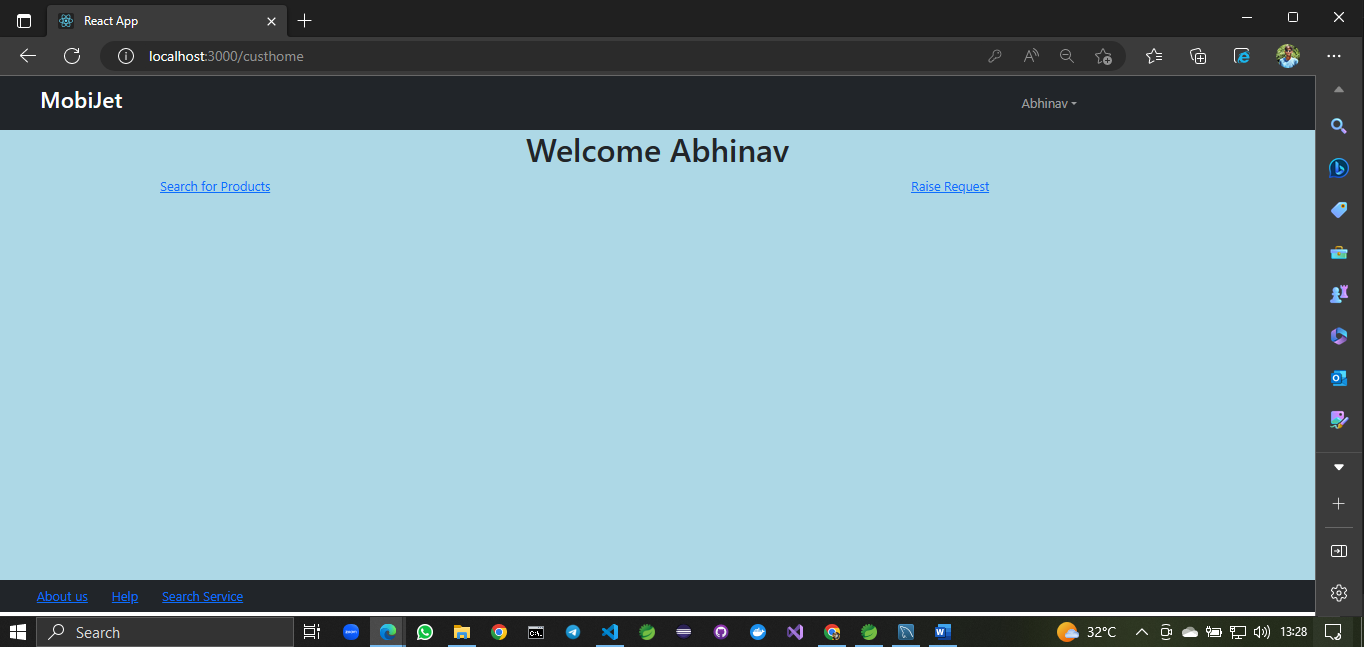 React App
localhost:3000/custhome
MobiJet
Abhinav
Welcome Abhinav
Search for Products
Raise Request
About us Help Search Service
Search
32°C
13:28